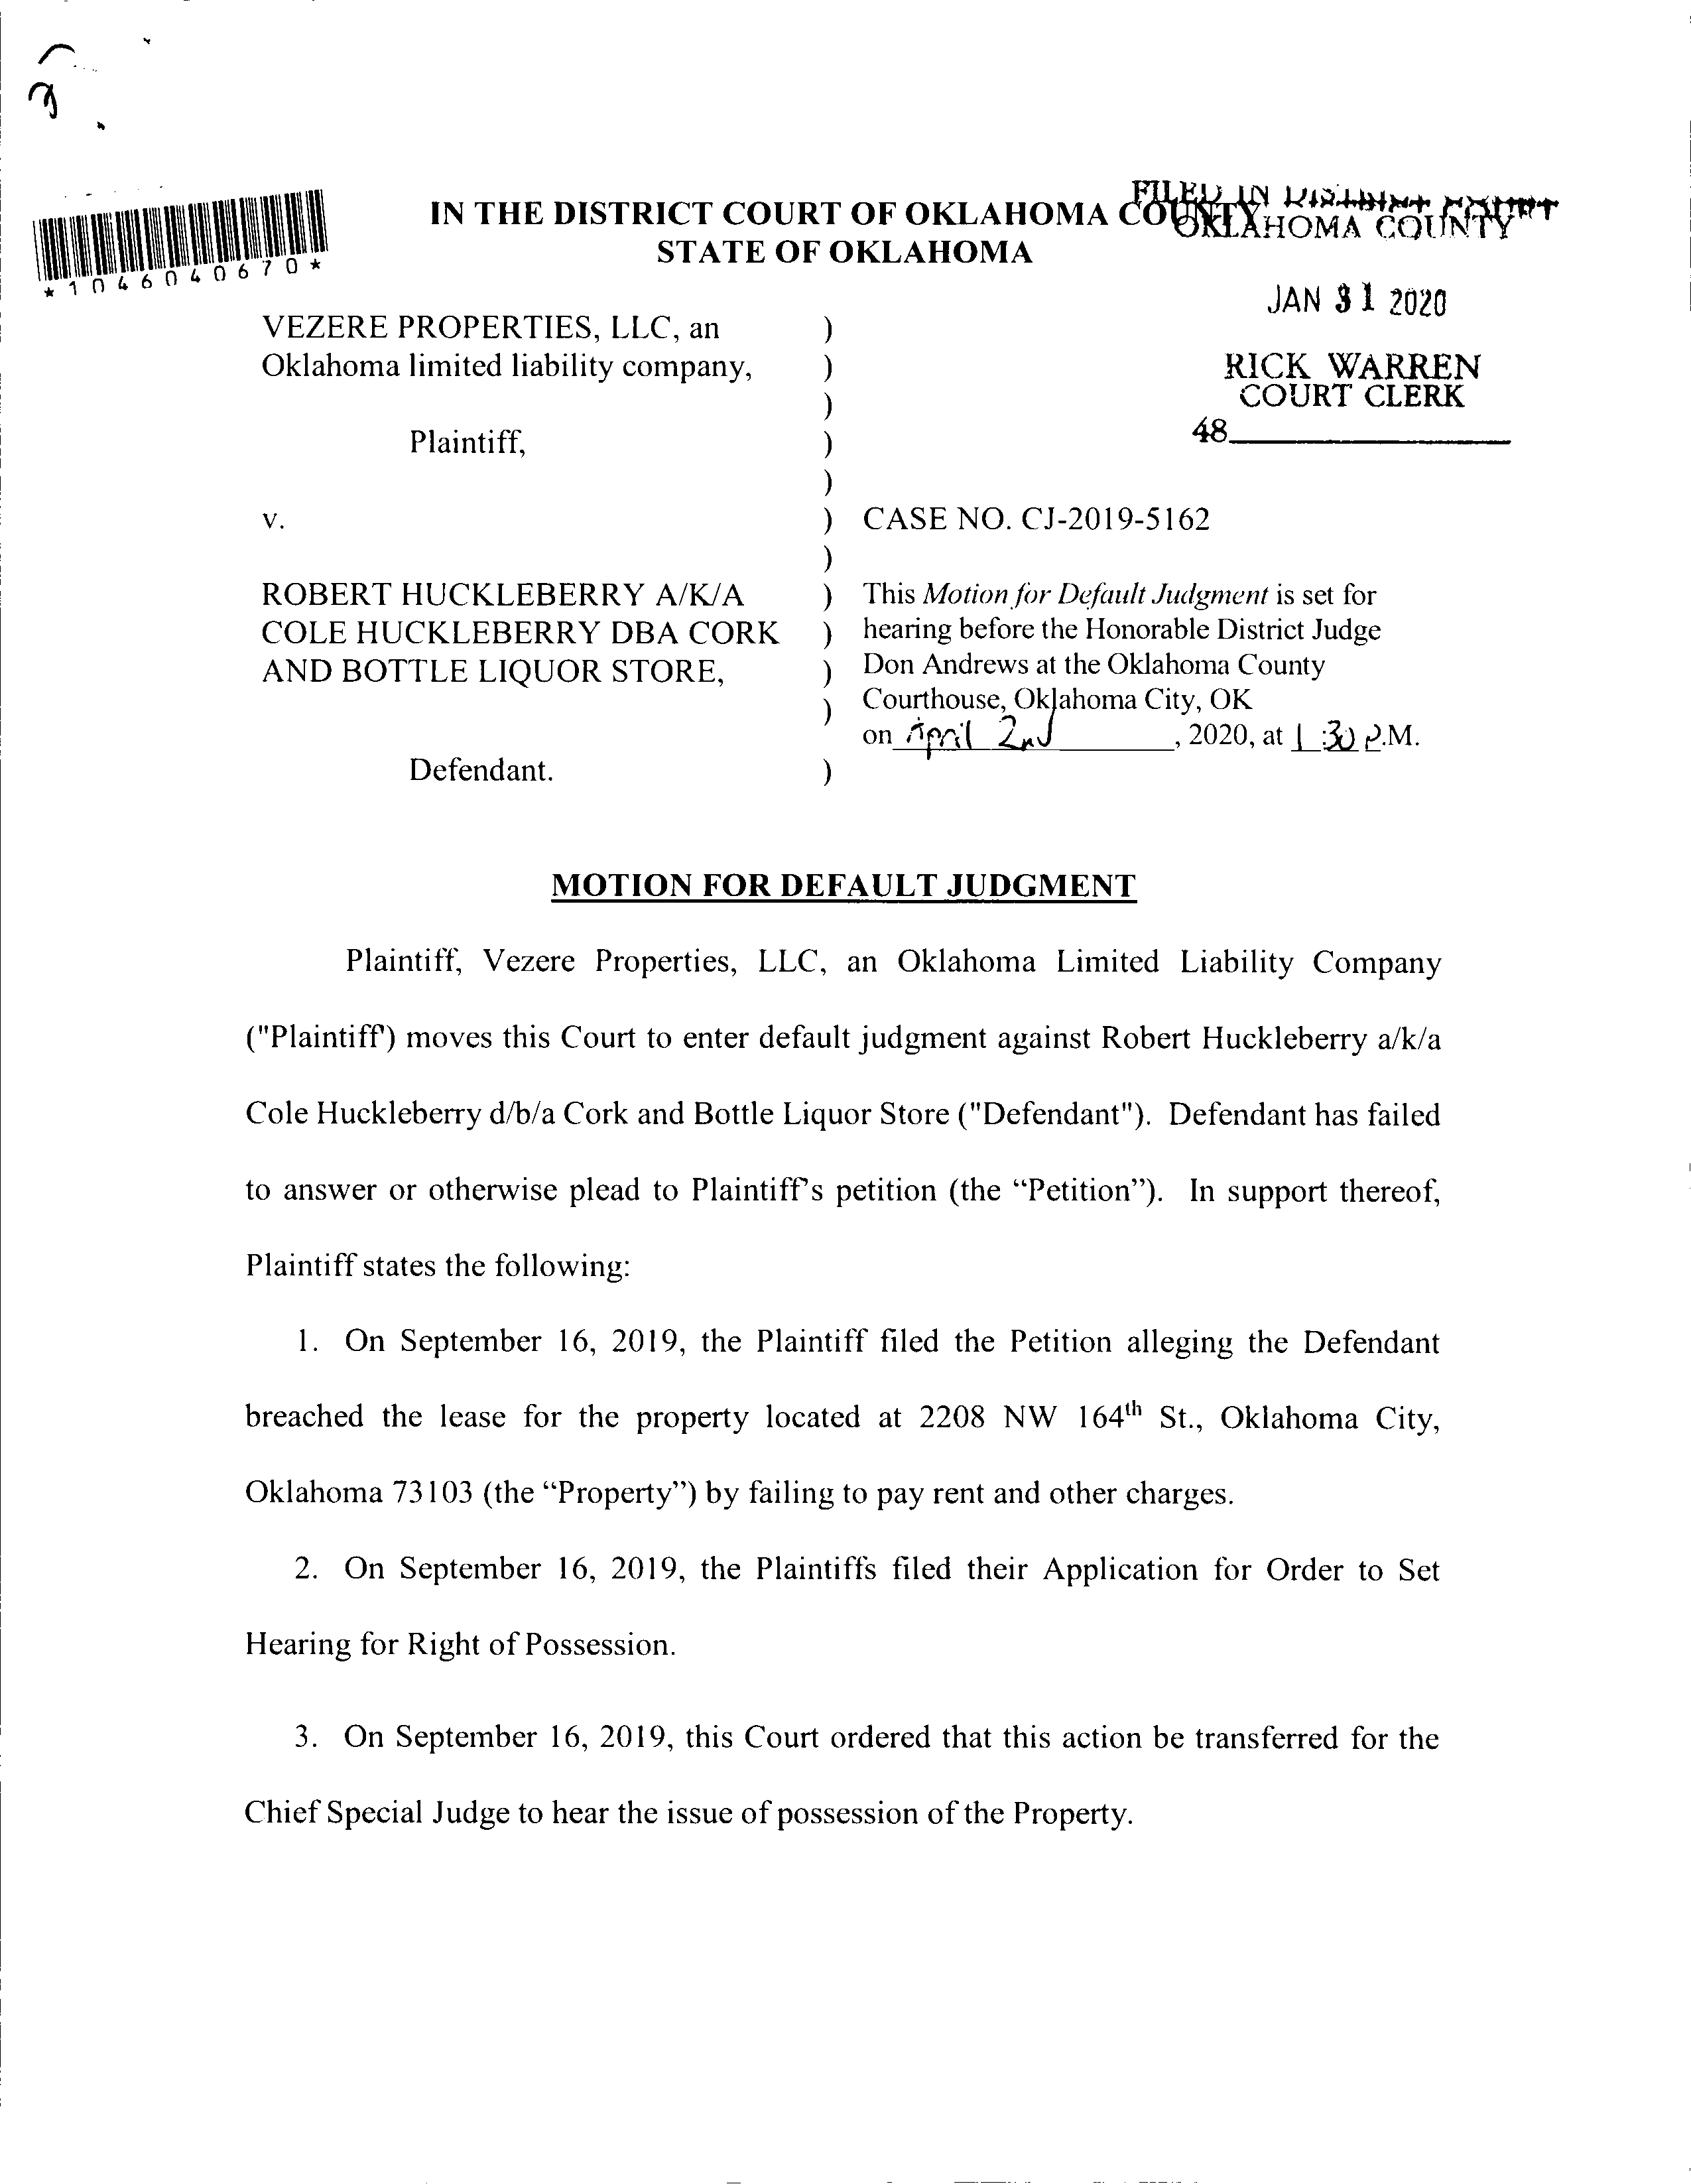 IN THE DISTRICT COURT OF OKLAHOMA COUNTY
STATE OF OKLAHOMA
FILED IN DISTRICT COURT
OKLAHOMA COUNTY
JAN 31 2020
RICK WARREN
COURT CLERK
48
*1046040670*
VEZERE PROPERTIES, LLC, an )
Oklahoma limited liability company, )
)
Plaintiff, )
)
v. ) CASE NO. CJ-2019-5162
)
ROBERT HUCKLEBERRY A/K/A ) This Motion for Default Judgment is set for
COLE HUCKLEBERRY DBA CORK ) hearing before the Honorable District Judge
AND BOTTLE LIQUOR STORE, ) Don Andrews at the Oklahoma County
) Courthouse, Oklahoma City, OK
on April 2nd, 2020, at 1:30 P.M.
Defendant. )
MOTION FOR DEFAULT JUDGMENT
Plaintiff, Vezere Properties, LLC, an Oklahoma Limited Liability Company
("Plaintiff') moves this Court to enter default judgment against Robert Huckleberry a/k/a
Cole Huckleberry d/b/a Cork and Bottle Liquor Store ("Defendant"). Defendant has failed
to answer or otherwise plead to Plaintiff's petition (the “Petition”). In support thereof,
Plaintiff states the following:
1. On September 16, 2019, the Plaintiff filed the Petition alleging the Defendant
breached the lease for the property located at 2208 NW 164th St., Oklahoma City,
Oklahoma 73103 (the “Property”) by failing to pay rent and other charges.
2. On September 16, 2019, the Plaintiffs filed their Application for Order to Set
Hearing for Right of Possession.
3. On September 16, 2019, this Court ordered that this action be transferred for the
Chief Special Judge to hear the issue of possession of the Property.